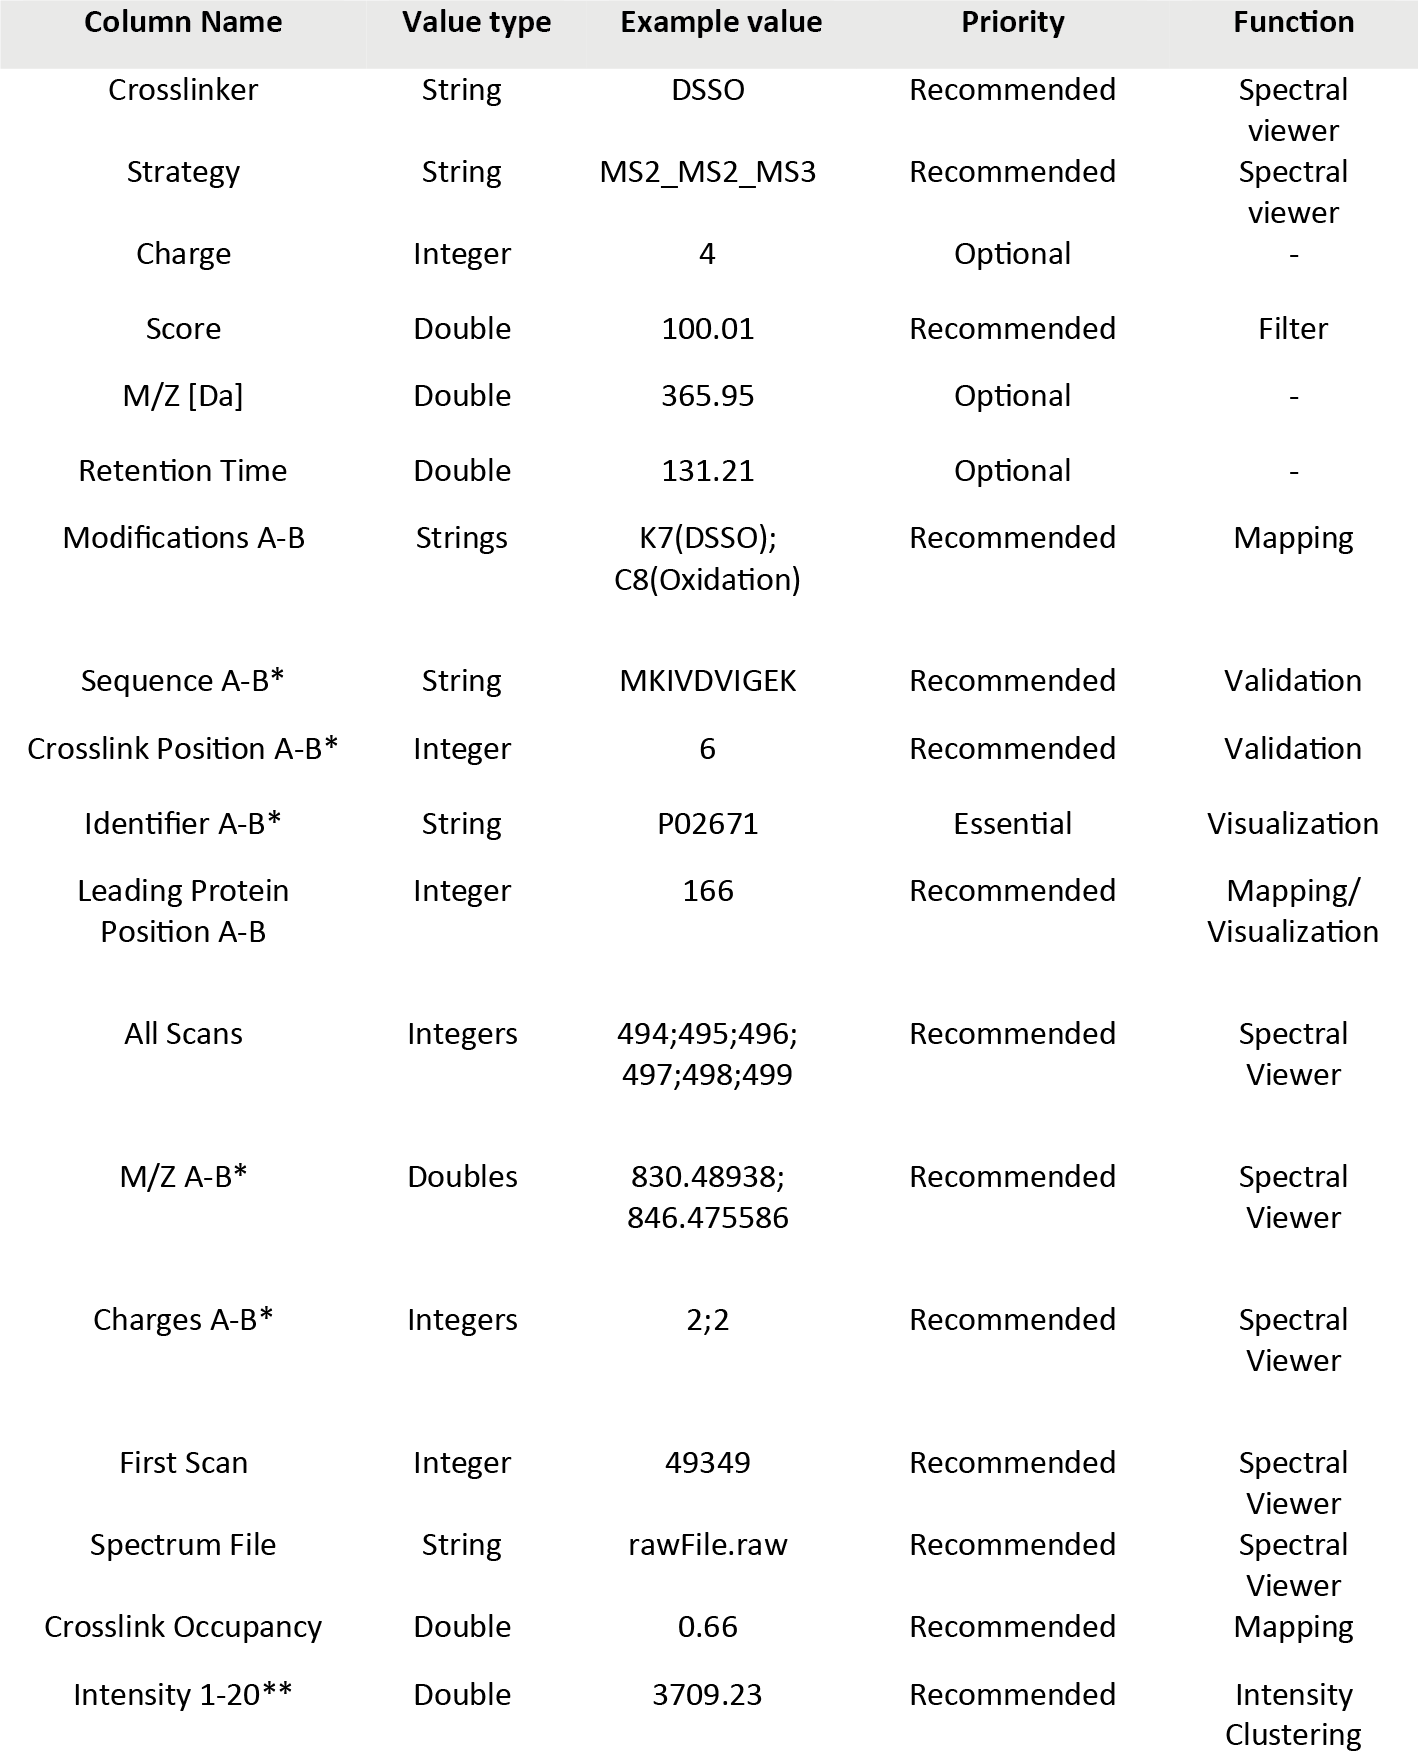 Column Name Value type Example value Priority Function
Crosslinker String DSSO Recommended Spectral
viewer
Strategy String MS2_MS2_MS3 Recommended Spectral
viewer
Charge Integer 4 Optional -
Score Double 100.01 Recommended Filter
M/Z [Da] Double 365.95 Optional -
Retention Time Double 131.21 Optional -
Modifications A-B Strings K7(DSSO); Recommended Mapping
C8(Oxidation)
Sequence A-B* String MKIVDVIGEK Recommended Validation
Crosslink Position A-B* Integer 6 Recommended Validation
Identifier A-B* String P02671 Essential Visualization
Leading Protein Integer 166 Recommended Mapping/
Position A-B Visualization
All Scans Integers 494;495;496; Recommended Spectral
497;498;499 Viewer
M/Z A-B* Doubles 830.48938; Recommended Spectral
846.475586 Viewer
Charges A-B* Integers 2;2 Recommended Spectral
Viewer
First Scan Integer 49349 Recommended Spectral
Viewer
Spectrum File String rawFile.raw Recommended Spectral
Viewer
Crosslink Occupancy Double 0.66 Recommended Mapping
Intensity 1-20** Double 3709.23 Recommended Intensity
Clustering